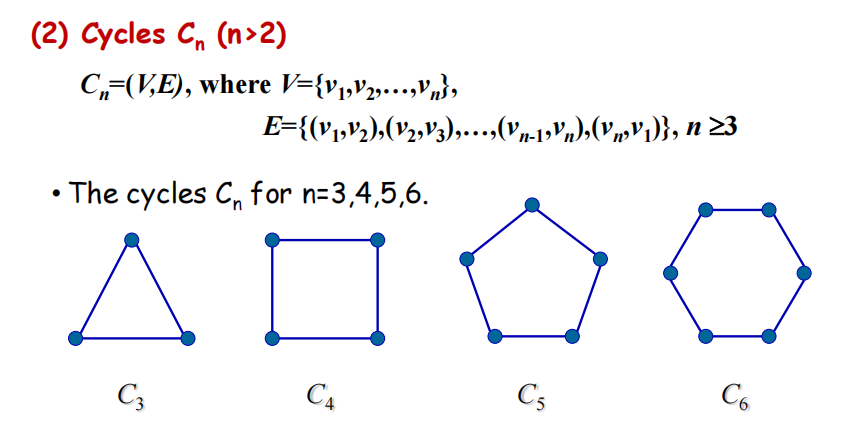 (2) Cycles Cₙ (n>2)
Cₙ=(V,E), where V={v₁,v₂,…,vₙ},
E={(v₁,v₂),(v₂,v₃),…,(vₙ₋₁,vₙ),(vₙ,v₁)}, n ≥3
• The cycles Cₙ for n=3,4,5,6.
C₃ C₄ C₅ C₆